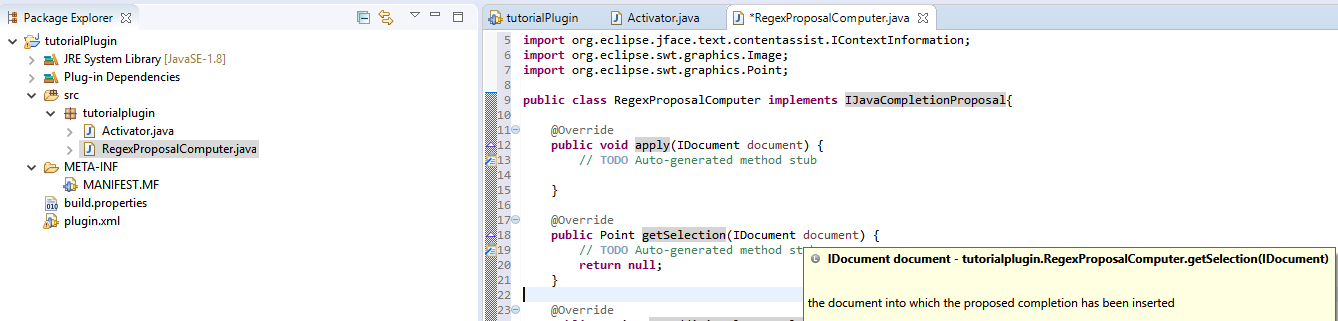 Package Explorer
tutorialPlugin
JRE System Library [JavaSE-1.8]
Plug-in Dependencies
src
tutorialplugin
Activator.java
RegexProposalComputer.java
META-INF
MANIFEST.MF
build.properties
plugin.xml
tutorialPlugin Activator.java *RegexProposalComputer.java
5 import org.eclipse.jface.text.contentassist.IContextInformation;
6 import org.eclipse.swt.graphics.Image;
7 import org.eclipse.swt.graphics.Point;
8
9 public class RegexProposalComputer implements IJavaCompletionProposal{
10
11 @Override
12 public void apply(IDocument document) {
13 // TODO Auto-generated method stub
14
15 }
16
17 @Override
18 public Point getSelection(IDocument document) {
19 // TODO Auto-generated method
20 return null;
21 }
22
23 @Override
IDocument document - tutorialplugin.RegexProposalComputer.getSelection(IDocument)
the document into which the proposed completion has been inserted